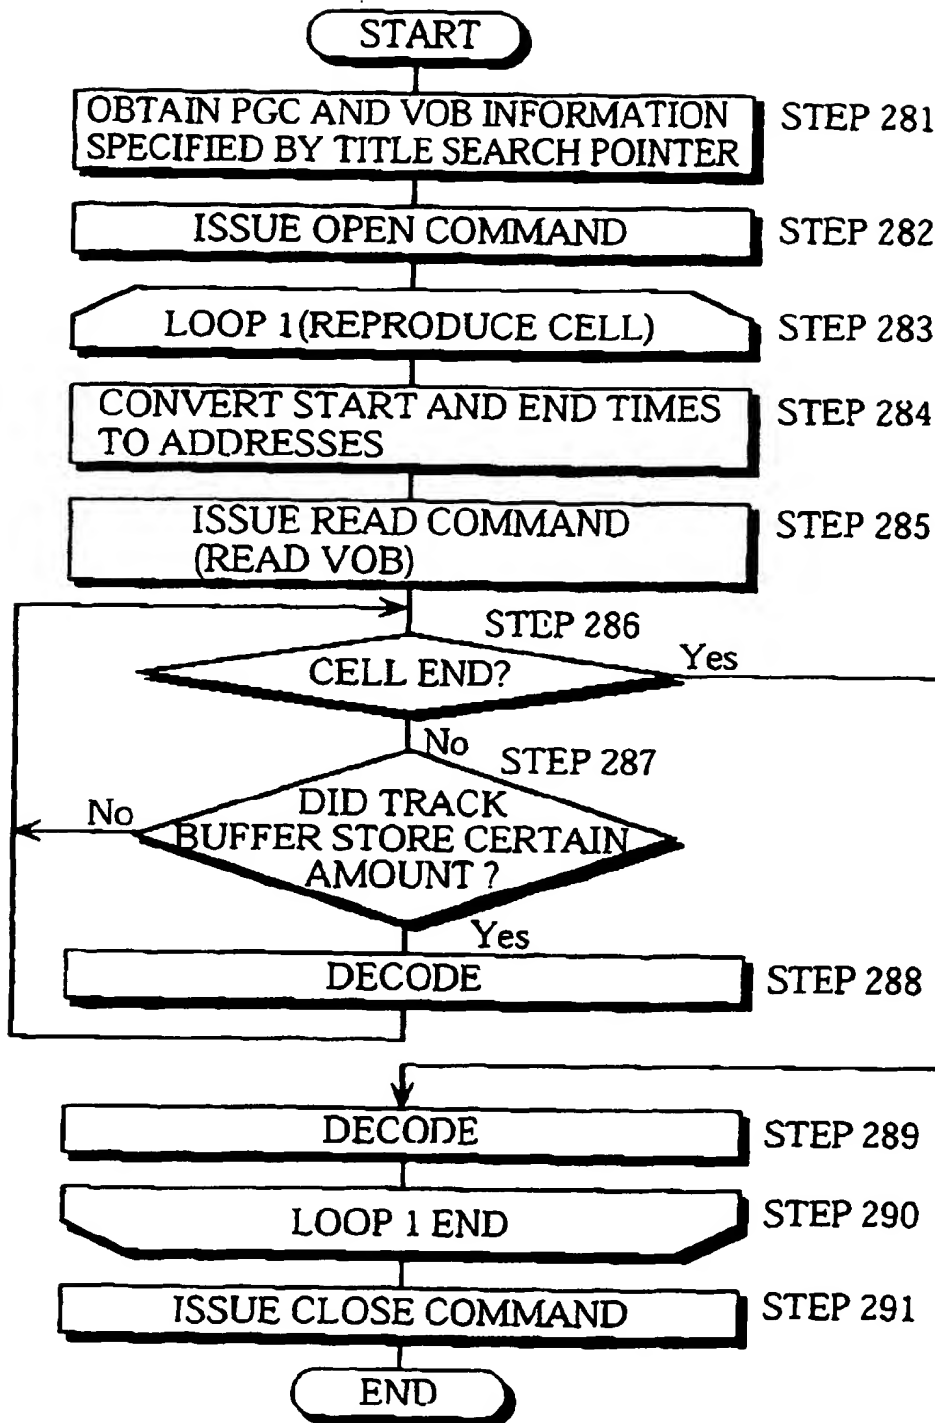 START
OBTAIN PGC AND VOB INFORMATION
SPECIFIED BY TITLE SEARCH POINTER
STEP 281
ISSUE OPEN COMMAND
STEP 282
LOOP 1(REPRODUCE CELL)
STEP 283
CONVERT START AND END TIMES
TO ADDRESSES
STEP 284
ISSUE READ COMMAND
(READ VOB)
STEP 285
STEP 286
CELL END?
Yes
No
STEP 287
No
DID TRACK
BUFFER STORE CERTAIN
AMOUNT ?
Yes
DECODE
STEP 288
DECODE
STEP 289
LOOP 1 END
STEP 290
ISSUE CLOSE COMMAND
STEP 291
END